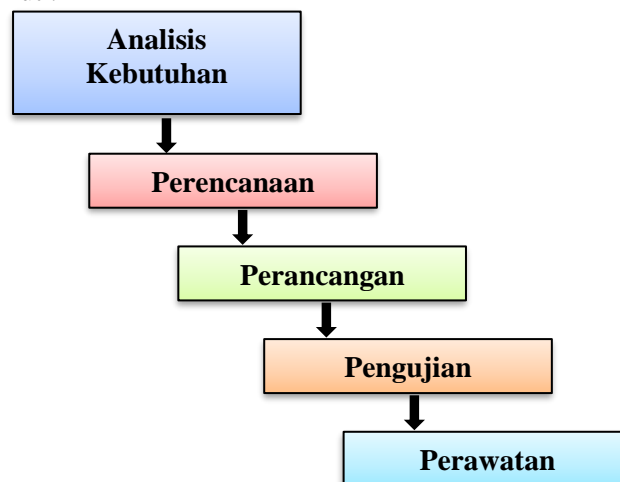 Analisis
Kebutuhan
Perencanaan
Perancangan
Pengujian
Perawatan